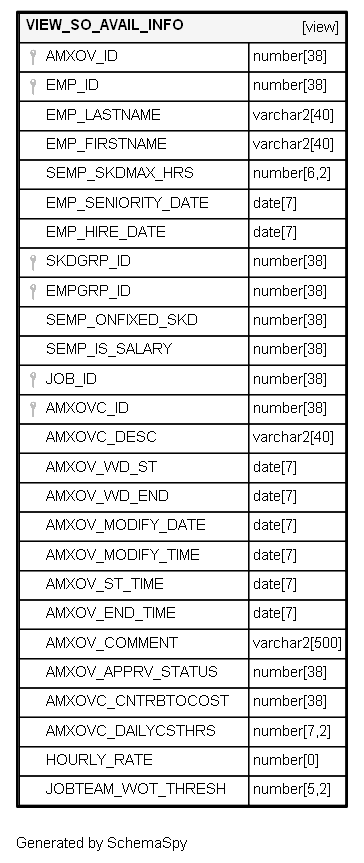 VIEW_SO_AVAIL_INFO [view]
AMXOV_ID number[38]
EMP_ID number[38]
EMP_LASTNAME varchar2[40]
EMP_FIRSTNAME varchar2[40]
SEMP_SKDMAX_HRS number[6,2]
EMP_SENIORITY_DATE date[7]
EMP_HIRE_DATE date[7]
SKDGRP_ID number[38]
EMPGRP_ID number[38]
SEMP_ONFIXED_SKD number[38]
SEMP_IS_SALARY number[38]
JOB_ID number[38]
AMXOVC_ID number[38]
AMXOVC_DESC varchar2[40]
AMXOV_WD_ST date[7]
AMXOV_WD_END date[7]
AMXOV_MODIFY_DATE date[7]
AMXOV_MODIFY_TIME date[7]
AMXOV_ST_TIME date[7]
AMXOV_END_TIME date[7]
AMXOV_COMMENT varchar2[500]
AMXOV_APPRV_STATUS number[38]
AMXOVC_CNTRBTOCOST number[38]
AMXOVC_DAILYCSTHRS number[7,2]
HOURLY_RATE number[0]
JOBTEAM_WOT_THRESH number[5,2]
Generated by SchemaSpy